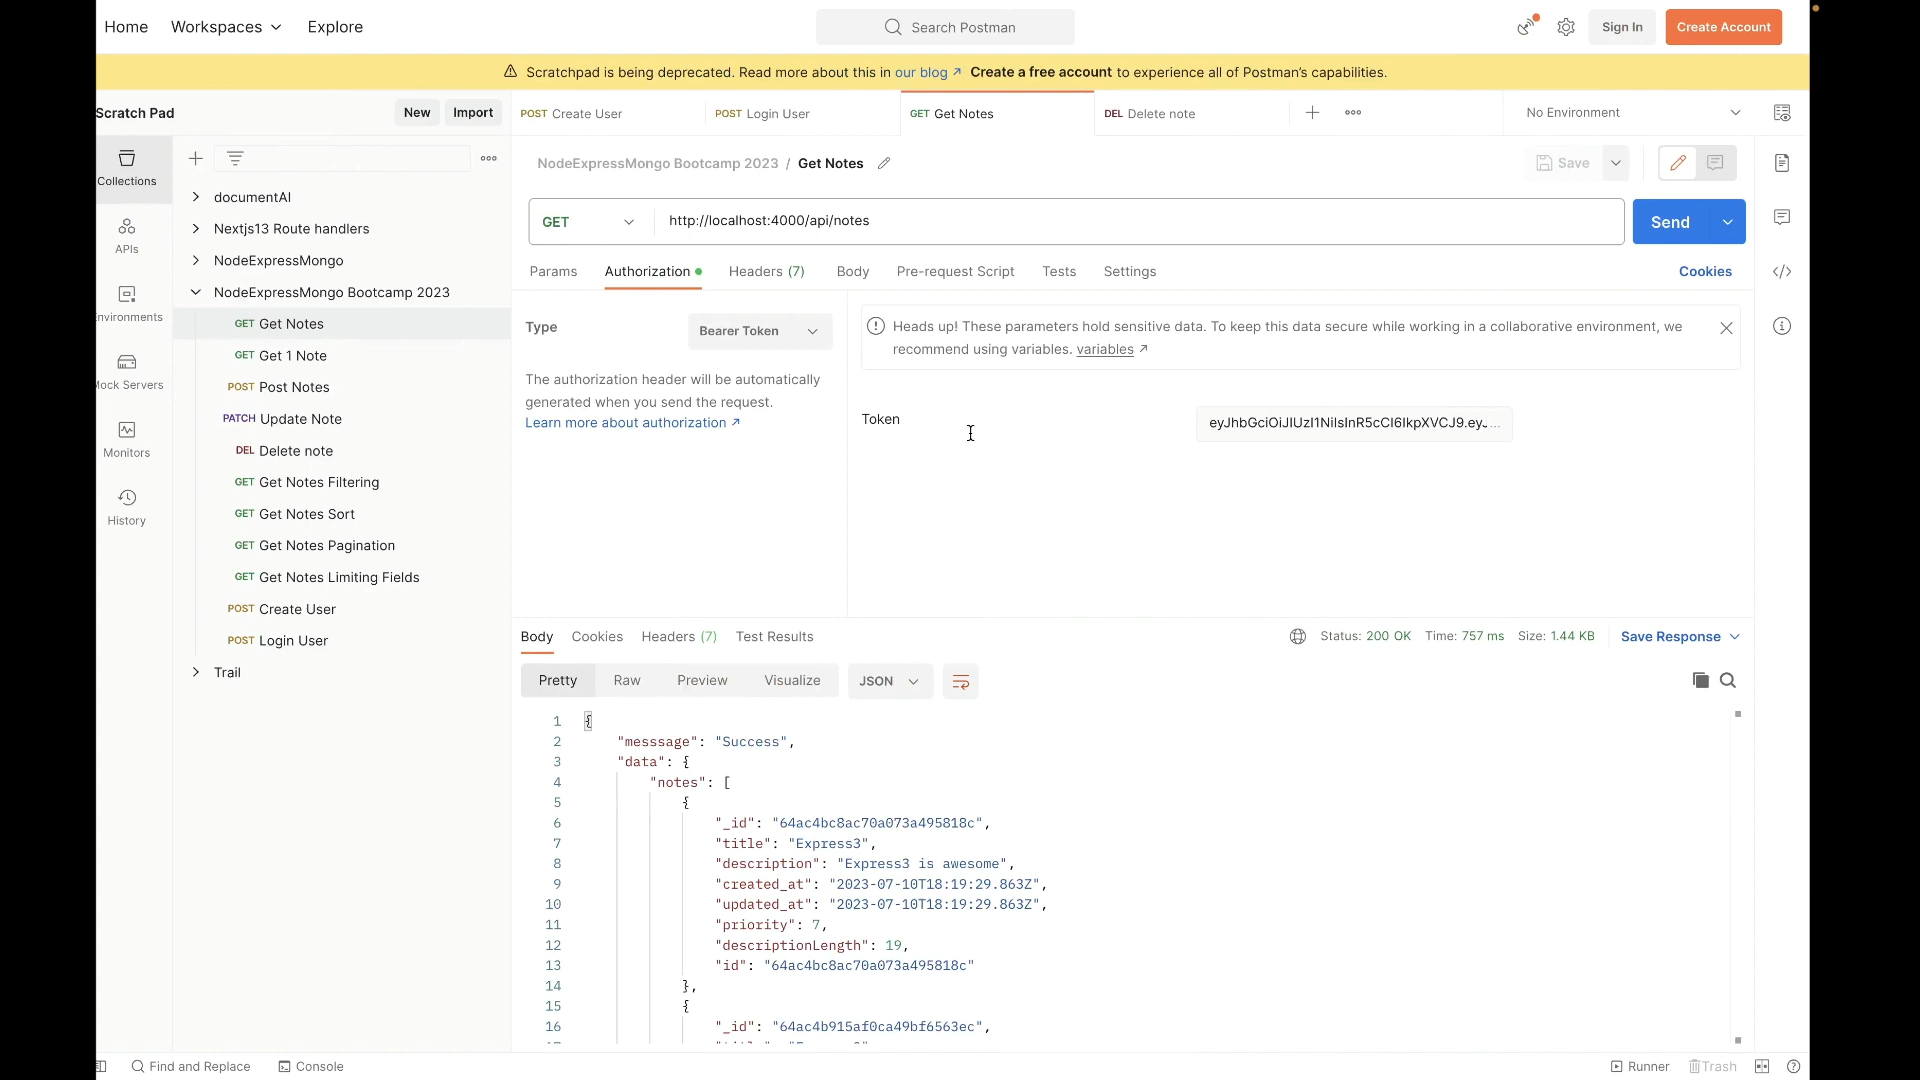 Home Workspaces Explore Search Postman Sign In Create Account
Scratchpad is being deprecated. Read more about this in our blog ↗ Create a free account to experience all of Postman's capabilities.
Scratch Pad New Import POST Create User POST Login User GET Get Notes DEL Delete note No Environment
Collections
APIs
nvironments
Mock Servers
Monitors
History
documentAI
Nextjs13 Route handlers
NodeExpressMongo
NodeExpressMongo Bootcamp 2023
GET Get Notes
GET Get 1 Note
POST Post Notes
PATCH Update Note
DEL Delete note
GET Get Notes Filtering
GET Get Notes Sort
GET Get Notes Pagination
GET Get Notes Limiting Fields
POST Create User
POST Login User
Trail
NodeExpressMongo Bootcamp 2023 / Get Notes Save
GET http://localhost:4000/api/notes Send
Params Authorization Headers (7) Body Pre-request Script Tests Settings Cookies
Type Bearer Token
The authorization header will be automatically
generated when you send the request.
Learn more about authorization ↗
Heads up! These parameters hold sensitive data. To keep this data secure while working in a collaborative environment, we
recommend using variables. variables ↗
Token
Body Cookies Headers (7) Test Results Status: 200 OK Time: 757 ms Size: 1.44 KB Save Response
Pretty Raw Preview Visualize JSON
1 {
2 "messsage": "Success",
3 "data": {
4 "notes": [
5 {
6 "_id": "64ac4bc8ac70a073a495818c",
7 "title": "Express3",
8 "description": "Express3 is awesome",
9 "created_at": "2023-07-10T18:19:29.863Z",
10 "updated_at": "2023-07-10T18:19:29.863Z",
11 "priority": 7,
12 "descriptionLength": 19,
13 "id": "64ac4bc8ac70a073a495818c"
14 },
15 {
16 "_id": "64ac4b915af0ca49bf6563ec",
Find and Replace Console Runner Trash